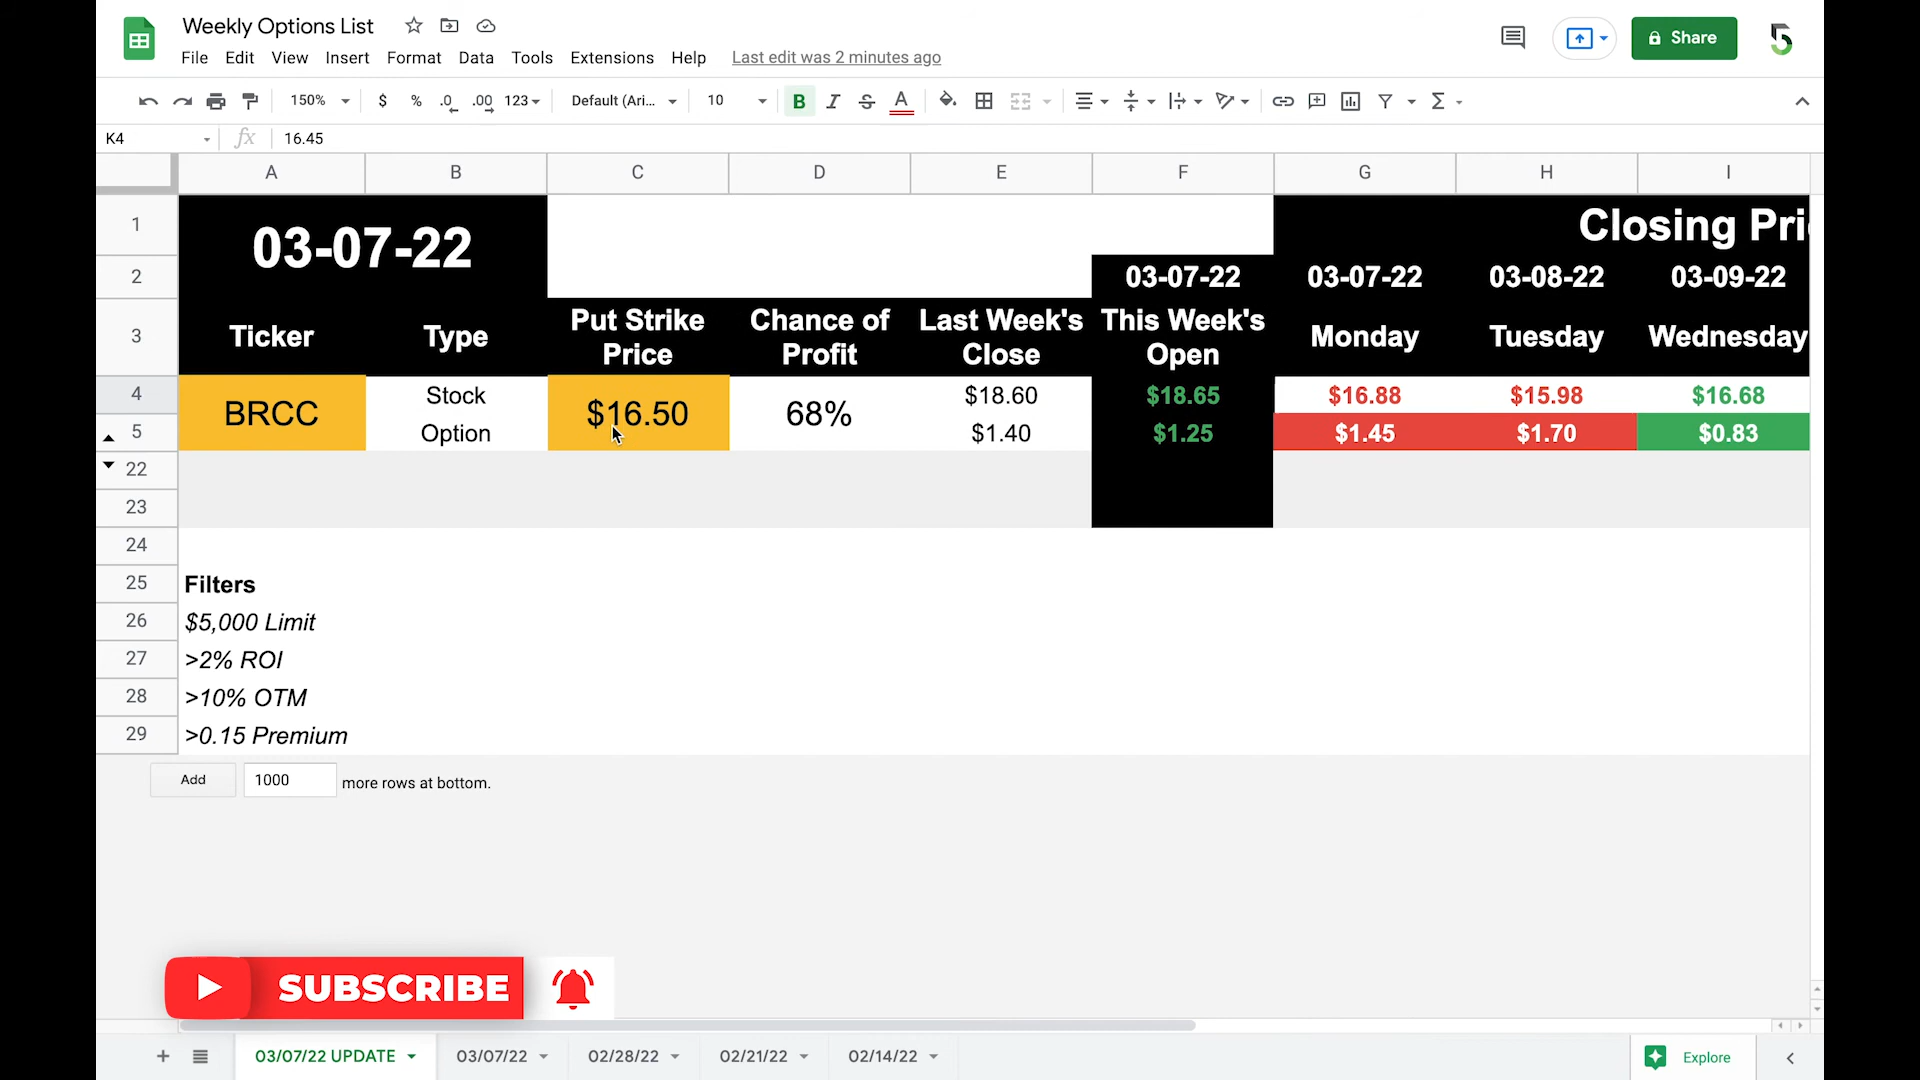 Weekly Options List
File Edit View Insert Format Data Tools Extensions Help Last edit was 2 minutes ago
Share
150% $ % .0 .00 123 Default (Ari... 10 B I S A Σ
K4 fx 16.45
A B C D E F G H I
1 03-07-22 Closing Pri
2 03-07-22 03-07-22 03-08-22 03-09-22
3 Ticker Type Put Strike Price Chance of Profit Last Week's Close This Week's Open Monday Tuesday Wednesday
4 BRCC Stock $16.50 68% $18.60 $18.65 $16.88 $15.98 $16.68
5 Option $1.40 $1.25 $1.45 $1.70 $0.83
22
23
24
25 Filters
26 $5,000 Limit
27 >2% ROI
28 >10% OTM
29 >0.15 Premium
Add 1000 more rows at bottom.
SUBSCRIBE
03/07/22 UPDATE 03/07/22 02/28/22 02/21/22 02/14/22 Explore